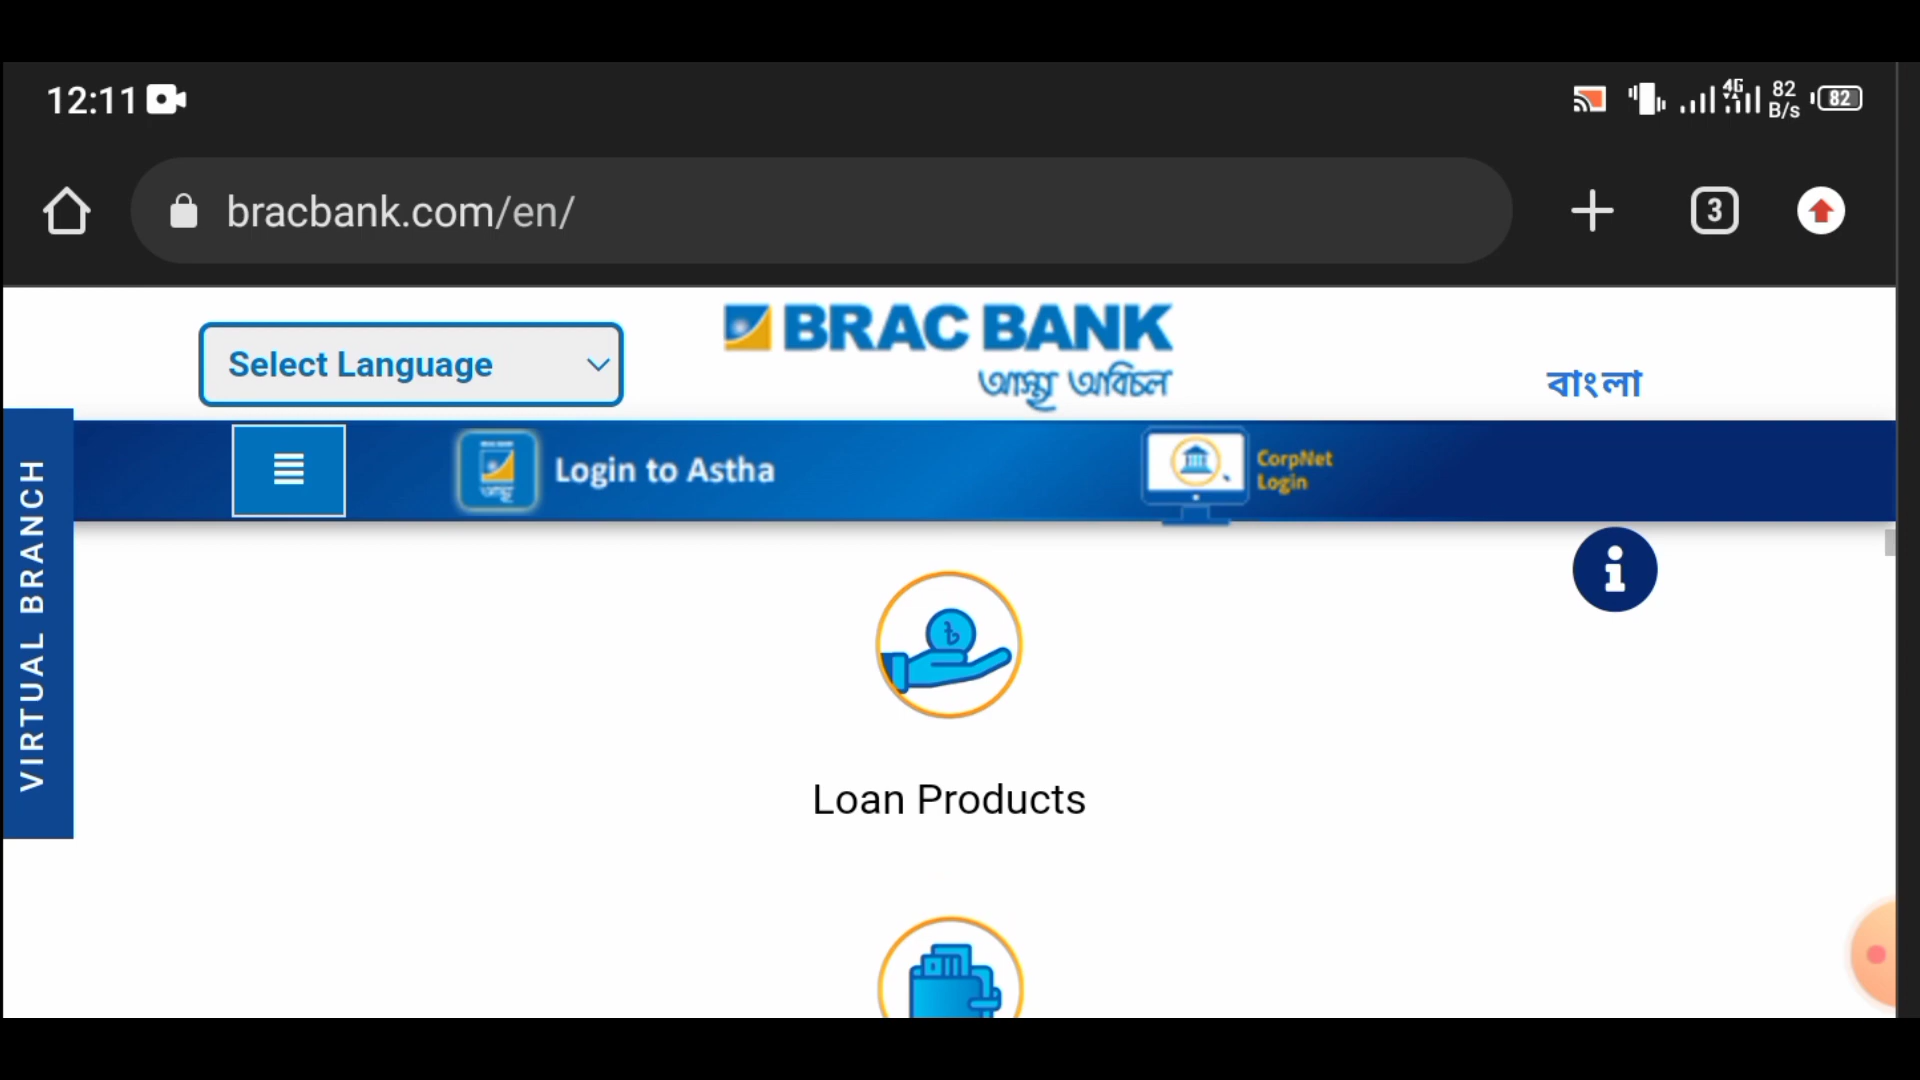 12:11
4G
82
B/s
82
bracbank.com/en/
3
Select Language
BRAC BANK
আস্থা অবিচল
বাংলা
Login to Astha
CorpNet
Login
VIRTUAL BRANCH
৳
Loan Products